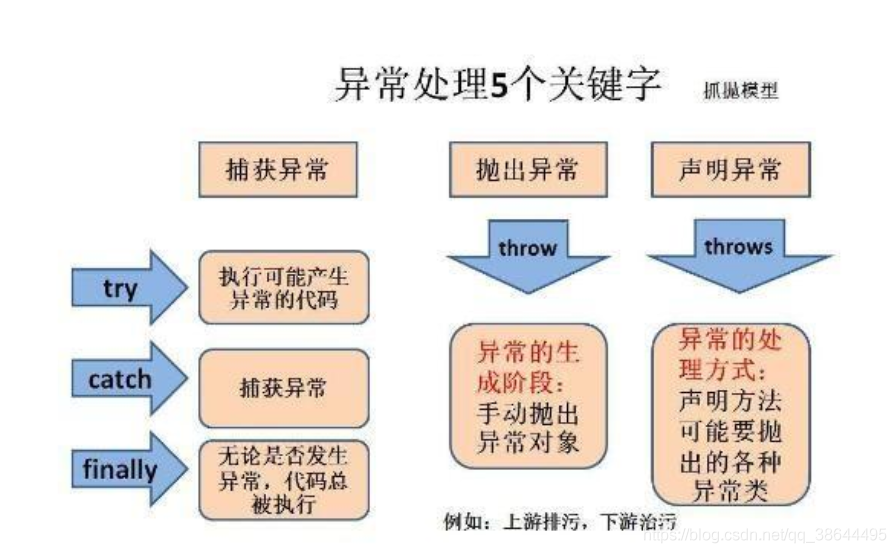 异常处理5个关键字 抓抛模型
捕获异常
抛出异常
声明异常
try
执行可能产生
异常的代码
catch
捕获异常
finally
无论是否发生
异常，代码总
被执行
throw
异常的生
成阶段：
手动抛出
异常对象
throws
异常的处
理方式：
声明方法
可能要抛
出的各种
异常类
例如：上游排污，下游治污
https://blog.csdn.net/qq_38644495